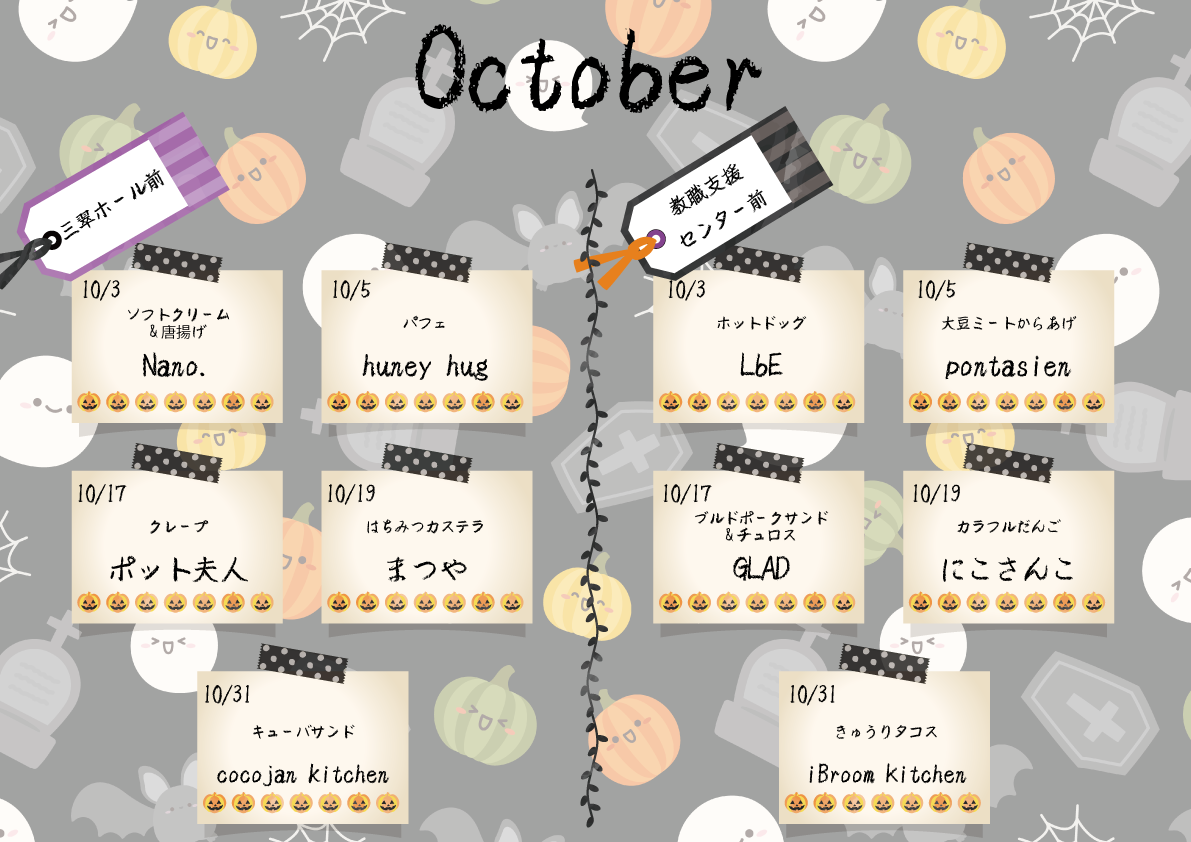 October
三翠ホール前
10/3
ソフトクリーム
&唐揚げ
Nano.
10/5
パフェ
huney hug
10/17
クレープ
ポット夫人
10/19
はちみつカステラ
まつや
10/31
キューバサンド
cocojan kitchen
教職支援
センター前
10/3
ホットドッグ
LbE
10/5
大豆ミートからあげ
pontasien
10/17
プルドポークサンド
&チュロス
GLAD
10/19
カラフルだんご
にこさんこ
10/31
きゅうりタコス
iBroom kitchen